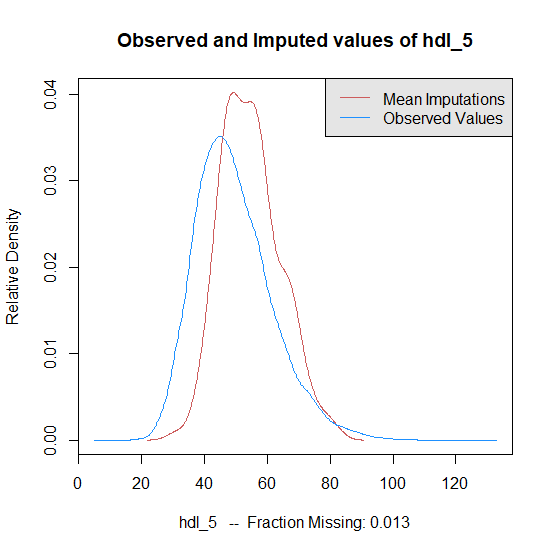 Observed and Imputed values of hdl_5
Mean Imputations
Observed Values
Relative Density
0.04
0.03
0.02
0.01
0.00
0 20 40 60 80 100 120
hdl_5 -- Fraction Missing: 0.013